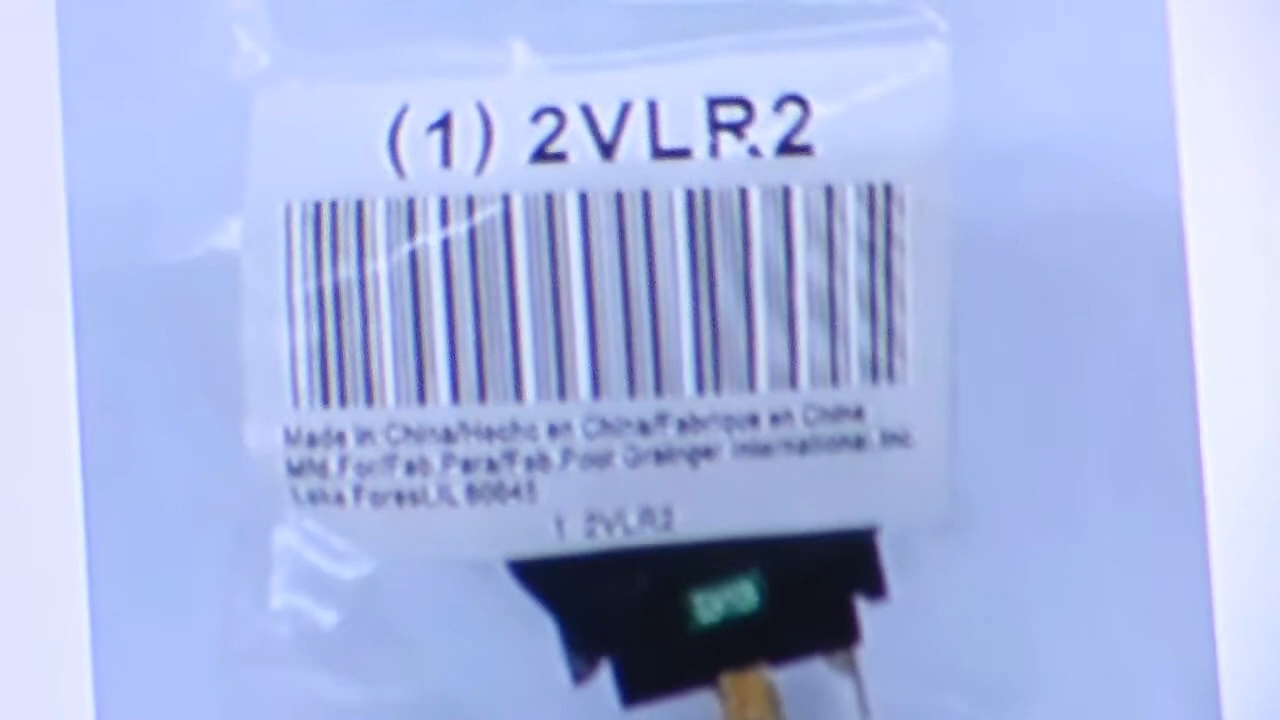 (1) 2VLR2
Made in China/Hecho en China/Fabrique en Chine
Mfd.For/Fab.Para/Fab.Pour Grainger International, Inc.
Lake Forest, IL 60045
1 2VLR2